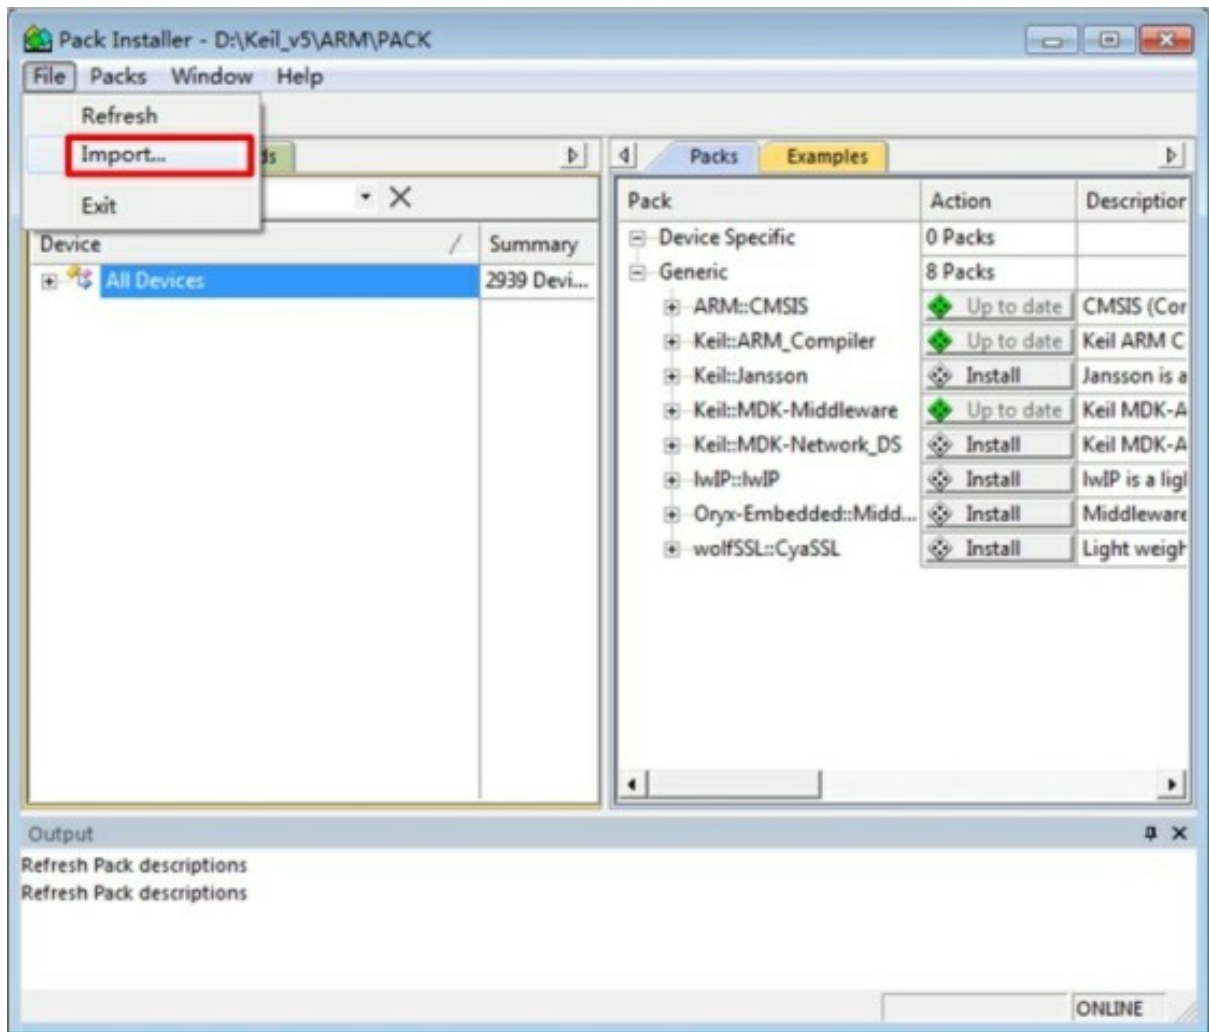 Pack Installer - D:\Keil_v5\ARM\PACK
File Packs Window Help
Refresh
Import...
Exit
Device Summary
All Devices 2939 Devi...
Packs Examples
Pack Action Description
Device Specific 0 Packs
Generic 8 Packs
ARM::CMSIS Up to date CMSIS (Cor
Keil::ARM_Compiler Up to date Keil ARM C
Keil::Jansson Install Jansson is a
Keil::MDK-Middleware Up to date Keil MDK-A
Keil::MDK-Network_DS Install Keil MDK-A
lwIP::lwIP Install lwIP is a ligl
Oryx-Embedded::Midd... Install Middleware
wolfSSL::CyaSSL Install Light weigh
Output
Refresh Pack descriptions
Refresh Pack descriptions
ONLINE